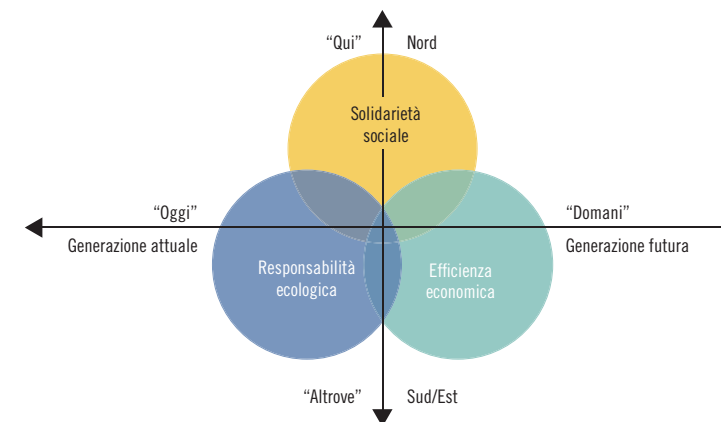 “Qui” Nord
Solidarietà
sociale
“Oggi”
Generazione attuale
“Domani”
Generazione futura
Responsabilità
ecologica
Efficienza
economica
“Altrove” Sud/Est